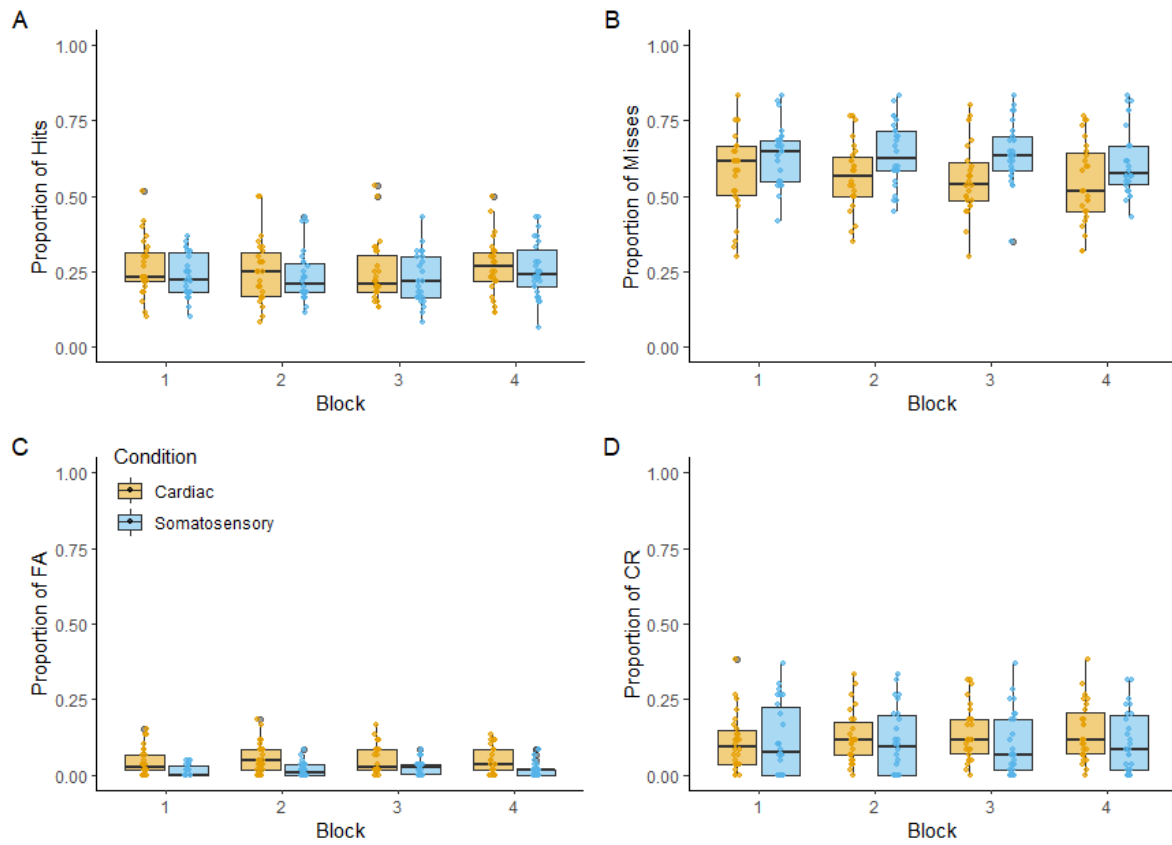 A
Proportion of Hits
1.00
0.75
0.50
0.25
0.00
1 2 3 4
Block
B
Proportion of Misses
1.00
0.75
0.50
0.25
0.00
1 2 3 4
Block
C
Proportion of FA
1.00
0.75
0.50
0.25
0.00
Condition
Cardiac
Somatosensory
1 2 3 4
Block
D
Proportion of CR
1.00
0.75
0.50
0.25
0.00
1 2 3 4
Block